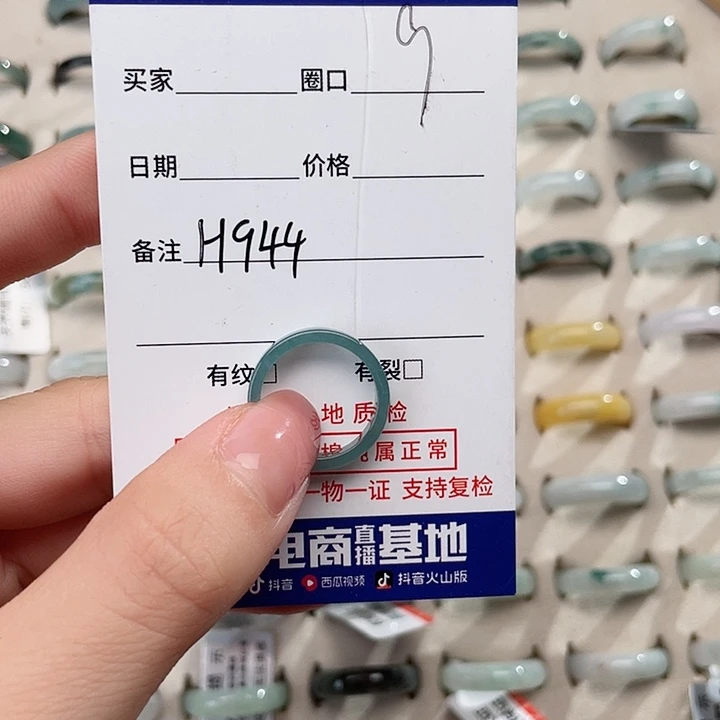 买家 圈口 9
日期 价格
备注 H944
有纹 有裂
地质检
属正常
一物一证 支持复检
电商直播基地
抖音 西瓜视频 抖音火山版